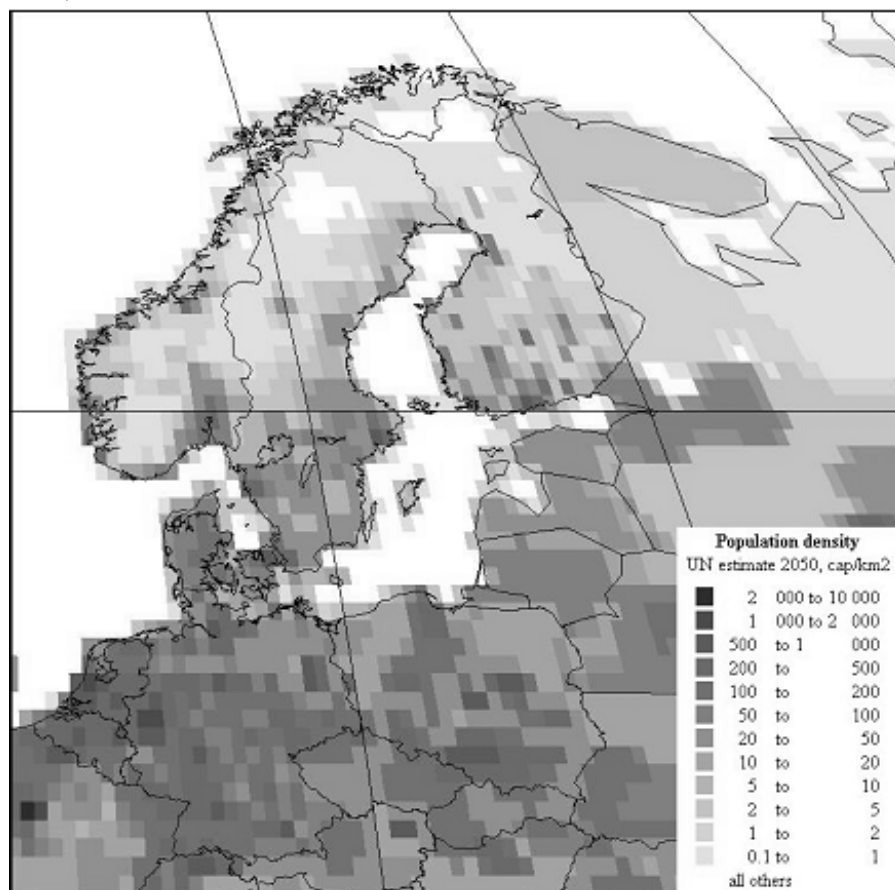 Population density
UN estimate 2050, cap/km2
2 000 to 10 000
1 000 to 2 000
500 to 1 000
200 to 500
100 to 200
50 to 100
20 to 50
10 to 20
5 to 10
2 to 5
1 to 2
0.1 to 1
all others